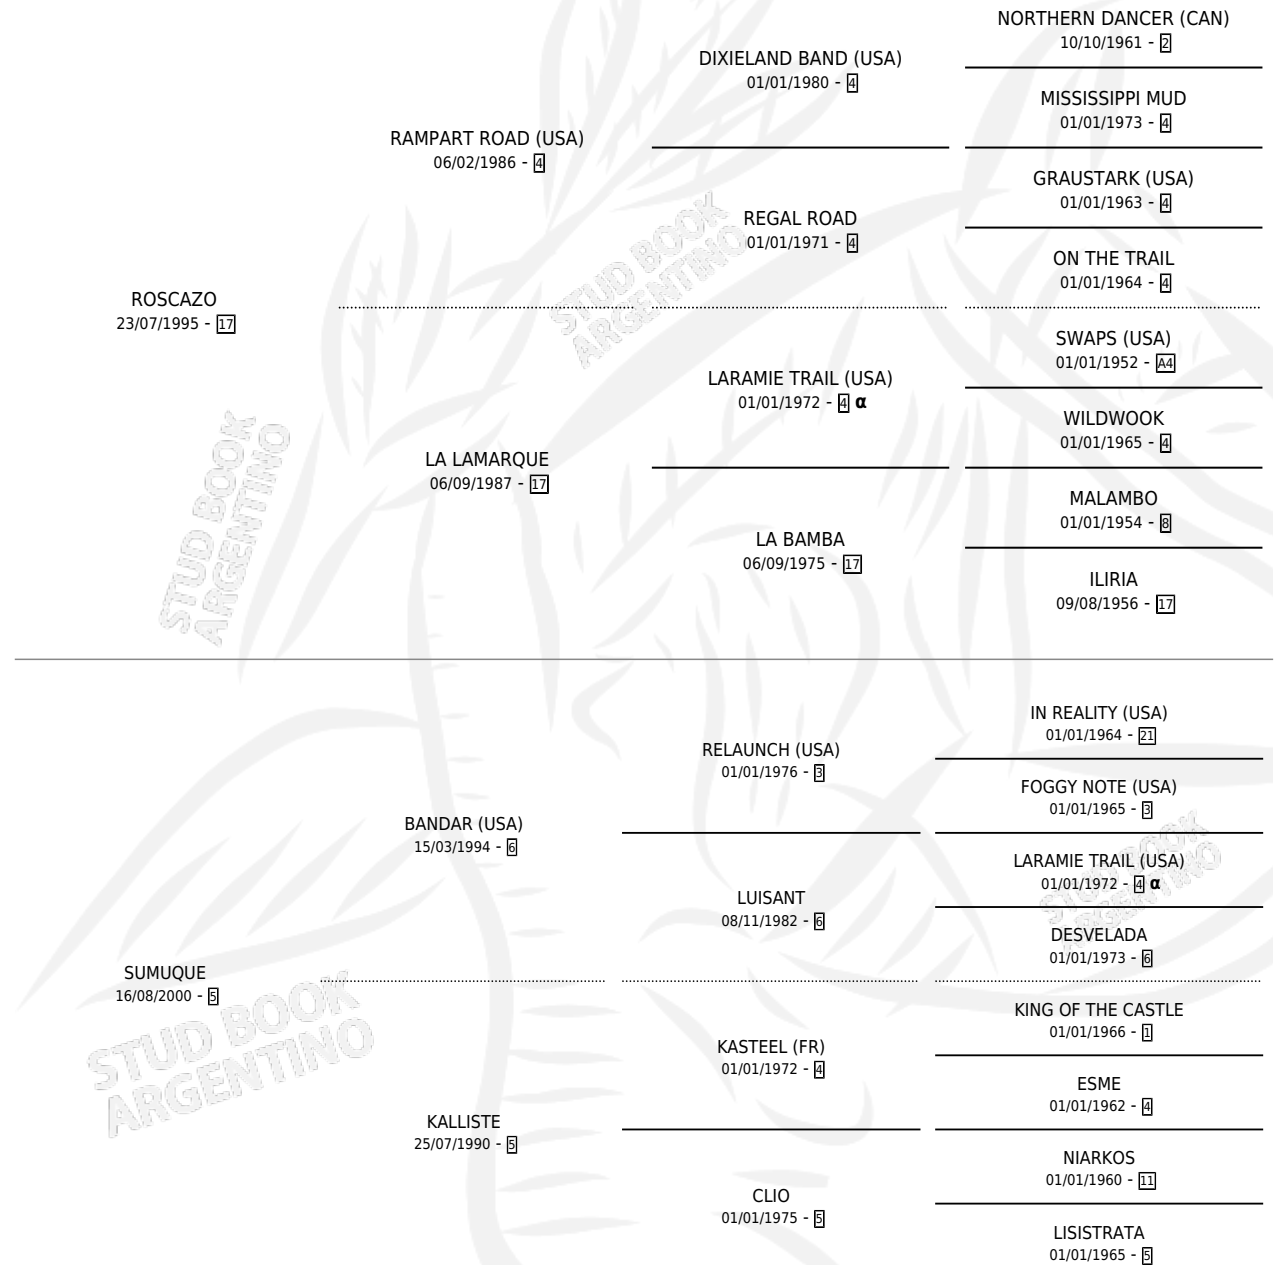 NORTHERN DANCER (CAN)
10/10/1961 - 2
DIXIELAND BAND (USA)
01/01/1980 - 4
MISSISSIPPI MUD
01/01/1973 - 4
RAMPART ROAD (USA)
06/02/1986 - 4
GRAUSTARK (USA)
01/01/1963 - 4
REGAL ROAD
01/01/1971 - 4
ON THE TRAIL
01/01/1964 - 4
ROSCAZO
23/07/1995 - 17
SWAPS (USA)
01/01/1952 - A4
LARAMIE TRAIL (USA)
01/01/1972 - 4 α
WILDWOOK
01/01/1965 - 4
LA LAMARQUE
06/09/1987 - 17
MALAMBO
01/01/1954 - 8
LA BAMBA
06/09/1975 - 17
ILIRIA
09/08/1956 - 17
IN REALITY (USA)
01/01/1964 - 21
RELAUNCH (USA)
01/01/1976 - 3
FOGGY NOTE (USA)
01/01/1965 - 3
BANDAR (USA)
15/03/1994 - 6
LARAMIE TRAIL (USA)
01/01/1972 - 4 α
LUISANT
08/11/1982 - 6
DESVELADA
01/01/1973 - 6
SUMUQUE
16/08/2000 - 5
KING OF THE CASTLE
01/01/1966 - 1
KASTEEL (FR)
01/01/1972 - 4
ESME
01/01/1962 - 4
KALLISTE
25/07/1990 - 5
NIARKOS
01/01/1960 - 11
CLIO
01/01/1975 - 5
LISISTRATA
01/01/1965 - 5
STUD BOOK
ARGENTINO
STUD BOOK
ARGENTINO
STUD BOOK
ARGENTINO
STUD BOOK
ARGENTINO